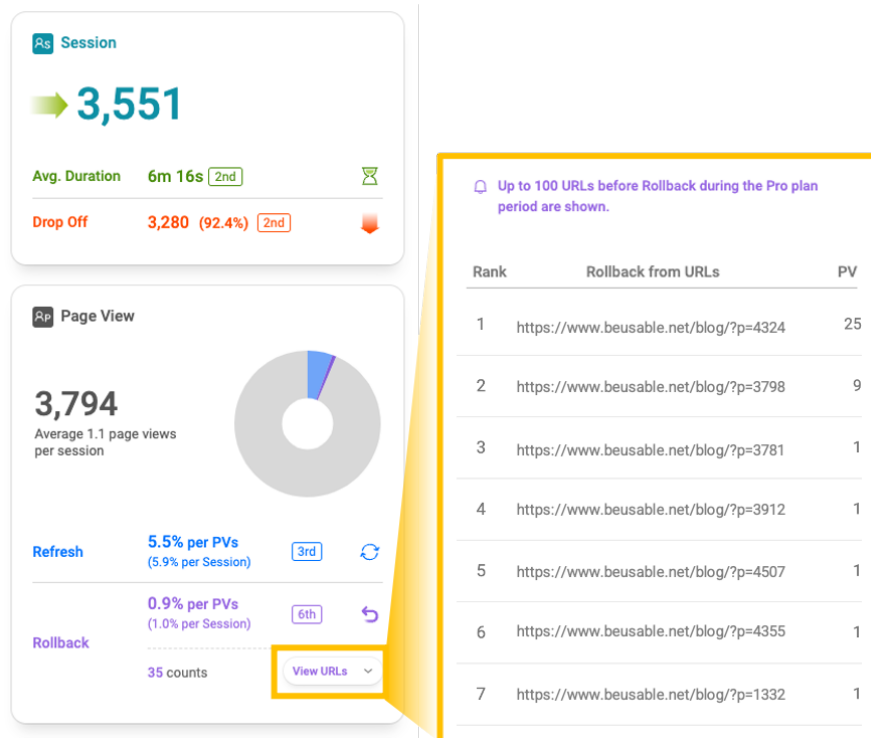 As Session
3,551
Avg. Duration 6m 16s 2nd
Drop Off 3,280 (92.4%) 2nd
AP Page View
3,794
Average 1.1 page views
per session
Refresh 5.5% per PVs 3rd
(5.9% per Session)
Rollback 0.9% per PVs 6th
(1.0% per Session)
35 counts View URLs
Up to 100 URLs before Rollback during the Pro plan
period are shown.
Rank Rollback from URLs PV
1 https://www.beusable.net/blog/?p=4324 25
2 https://www.beusable.net/blog/?p=3798 9
3 https://www.beusable.net/blog/?p=3781 1
4 https://www.beusable.net/blog/?p=3912 1
5 https://www.beusable.net/blog/?p=4507 1
6 https://www.beusable.net/blog/?p=4355 1
7 https://www.beusable.net/blog/?p=1332 1